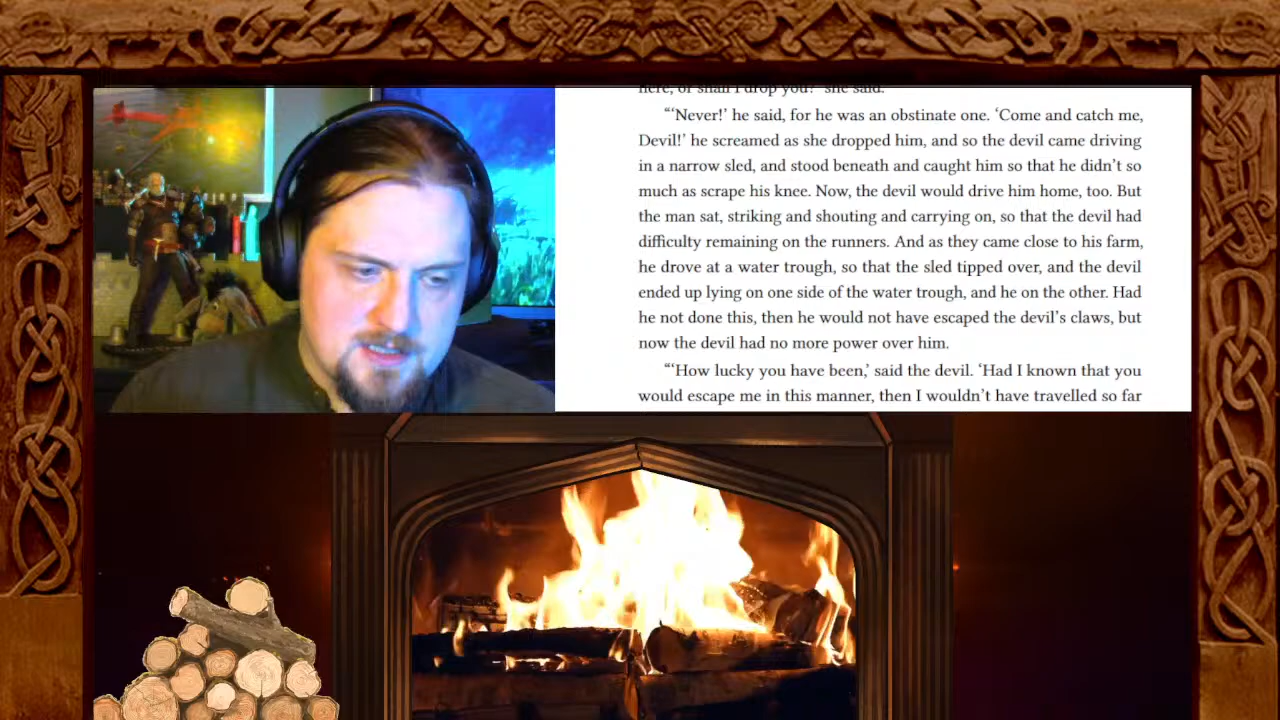 here, or shall I drop you?' she said.
“‘Never!’ he said, for he was an obstinate one. ‘Come and catch me,
Devil!’ he screamed as she dropped him, and so the devil came driving
in a narrow sled, and stood beneath and caught him so that he didn’t so
much as scrape his knee. Now, the devil would drive him home, too. But
the man sat, striking and shouting and carrying on, so that the devil had
difficulty remaining on the runners. And as they came close to his farm,
he drove at a water trough, so that the sled tipped over, and the devil
ended up lying on one side of the water trough, and he on the other. Had
he not done this, then he would not have escaped the devil’s claws, but
now the devil had no more power over him.
“‘How lucky you have been,’ said the devil. ‘Had I known that you
would escape me in this manner, then I wouldn’t have travelled so far